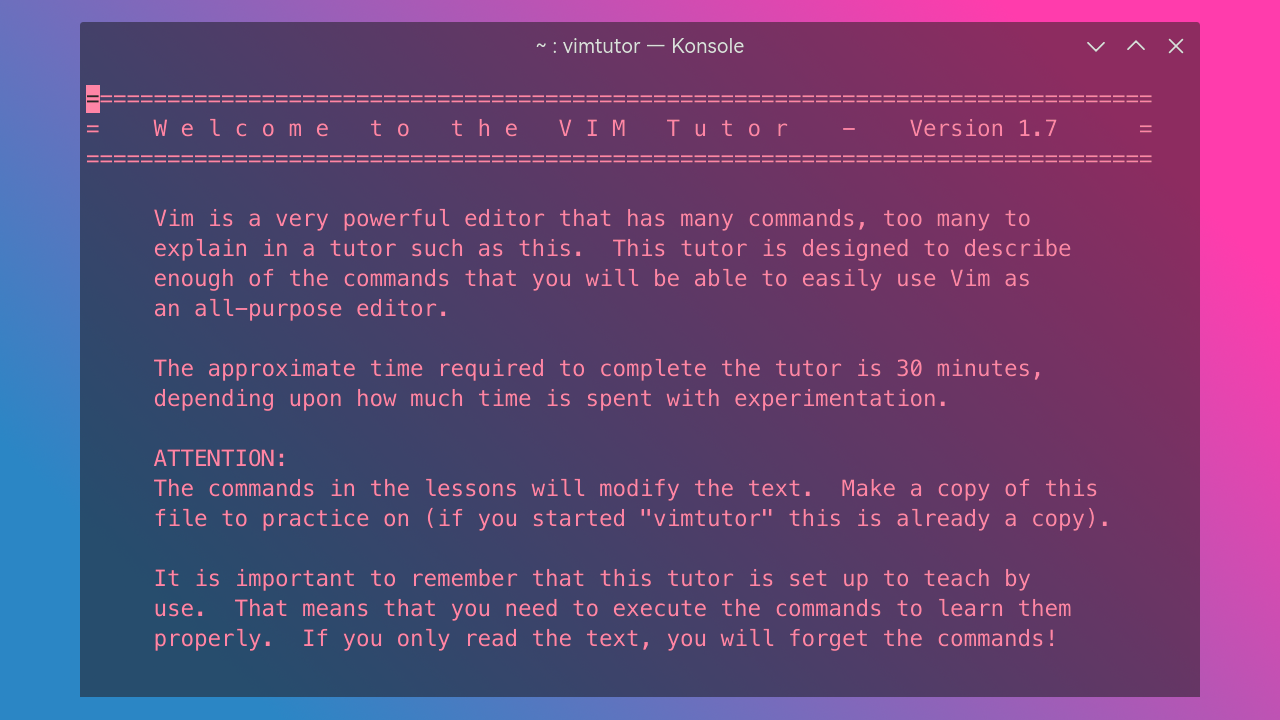 ~ : vimtutor — Konsole
===============================================================================
=    W e l c o m e   t o   t h e   V I M   T u t o r    -    Version 1.7      =
===============================================================================
Vim is a very powerful editor that has many commands, too many to
explain in a tutor such as this.  This tutor is designed to describe
enough of the commands that you will be able to easily use Vim as
an all-purpose editor.
The approximate time required to complete the tutor is 30 minutes,
depending upon how much time is spent with experimentation.
ATTENTION:
The commands in the lessons will modify the text.  Make a copy of this
file to practice on (if you started "vimtutor" this is already a copy).
It is important to remember that this tutor is set up to teach by
use.  That means that you need to execute the commands to learn them
properly.  If you only read the text, you will forget the commands!